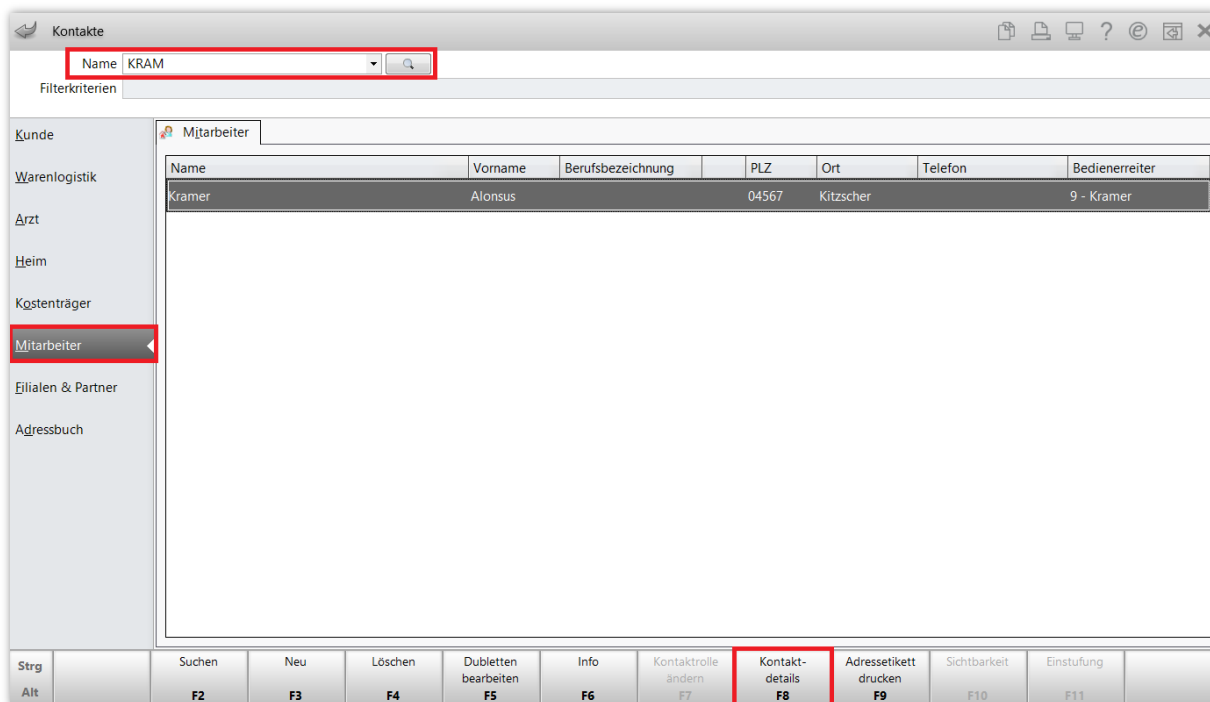 Kontakte
Name KRAM
Filterkriterien
Kunde
Warenlogistik
Arzt
Heim
Kostenträger
Mitarbeiter
Filialen & Partner
Adressbuch
Mitarbeiter
Name Vorname Berufsbezeichnung PLZ Ort Telefon Bedienerreiter
Kramer Alonsus 04567 Kitzscher 9 - Kramer
Strg
Alt
Suchen
F2
Neu
F3
Löschen
F4
Dubletten
bearbeiten
F5
Info
F6
Kontaktrolle
ändern
F7
Kontakt-
details
F8
Adressetikett
drucken
F9
Sichtbarkeit
F10
Einstufung
F11